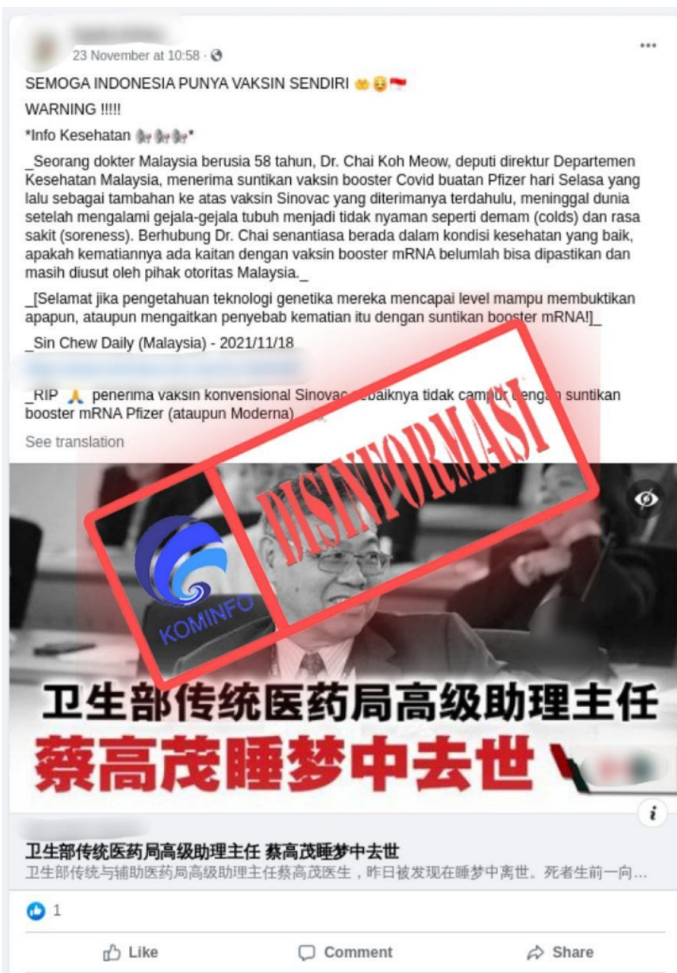 23 November at 10:58 ·
SEMOGA INDONESIA PUNYA VAKSIN SENDIRI 🤲😩🇮🇩
WARNING !!!!!
*Info Kesehatan 📢📢📢*
_Seorang dokter Malaysia berusia 58 tahun, Dr. Chai Koh Meow, deputi direktur Departemen
Kesehatan Malaysia, menerima suntikan vaksin booster Covid buatan Pfizer hari Selasa yang
lalu sebagai tambahan ke atas vaksin Sinovac yang diterimanya terdahulu, meninggal dunia
setelah mengalami gejala-gejala tubuh menjadi tidak nyaman seperti demam (colds) dan rasa
sakit (soreness). Berhubung Dr. Chai senantiasa berada dalam kondisi kesehatan yang baik,
apakah kematiannya ada kaitan dengan vaksin booster mRNA belumlah bisa dipastikan dan
masih diusut oleh pihak otoritas Malaysia._
_[Selamat jika pengetahuan teknologi genetika mereka mencapai level mampu membuktikan
apapun, ataupun mengaitkan penyebab kematian itu dengan suntikan booster mRNA!]_
_Sin Chew Daily (Malaysia) - 2021/11/18
_RIP 🙏 penerima vaksin konvensional Sinovac sebaiknya tidak campur dengan suntikan
booster mRNA Pfizer (ataupun Moderna)
See translation
DISINFORMASI
KOMINFO
卫生部传统医药局高级助理主任
蔡高茂睡梦中去世
卫生部传统医药局高级助理主任 蔡高茂睡梦中去世
卫生部传统与辅助医药局高级助理主任蔡高茂医生，昨日被发现在睡梦中离世。死者生前一向...
1
Like
Comment
Share